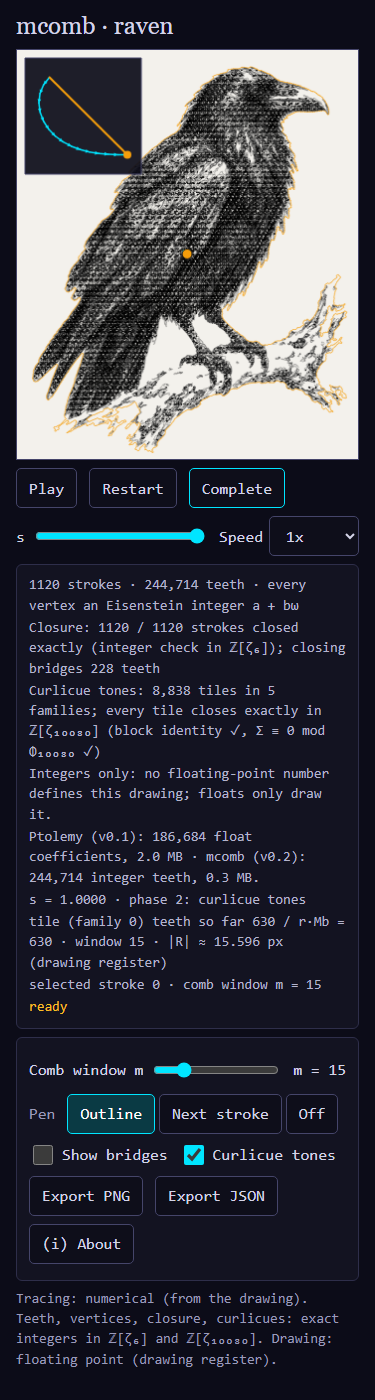 mcomb · raven
Play
Restart
Complete
s
Speed
1x
1120 strokes · 244,714 teeth · every
vertex an Eisenstein integer a + bω
Closure: 1120 / 1120 strokes closed
exactly (integer check in ℤ[ζ₆]); closing
bridges 228 teeth
Curlicue tones: 8,838 tiles in 5
families; every tile closes exactly in
ℤ[ζ₁₀₀₈₀] (block identity ✓, Σ ≡ 0 mod
Φ₁₀₀₈₀ ✓)
Integers only: no floating-point number
defines this drawing; floats only draw
it.
Ptolemy (v0.1): 186,684 float
coefficients, 2.0 MB · mcomb (v0.2):
244,714 integer teeth, 0.3 MB.
s = 1.0000 · phase 2: curlicue tones
tile (family 0) teeth so far 630 / r·Mb =
630 · window 15 · |R| ≈ 15.596 px
(drawing register)
selected stroke 0 · comb window m = 15
ready
Comb window m
m = 15
Pen
Outline
Next stroke
Off
Show bridges
Curlicue tones
Export PNG
Export JSON
(i) About
Tracing: numerical (from the drawing).
Teeth, vertices, closure, curlicues: exact
integers in ℤ[ζ₆] and ℤ[ζ₁₀₀₈₀]. Drawing:
floating point (drawing register).